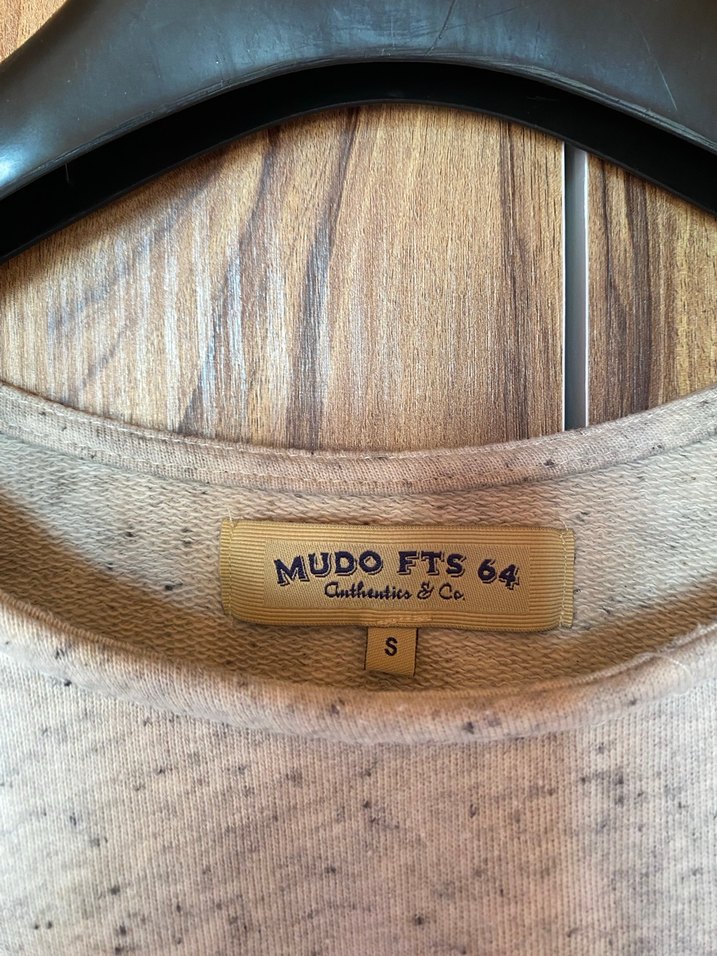 MUDO FTS 64
Authentics & Co.
S